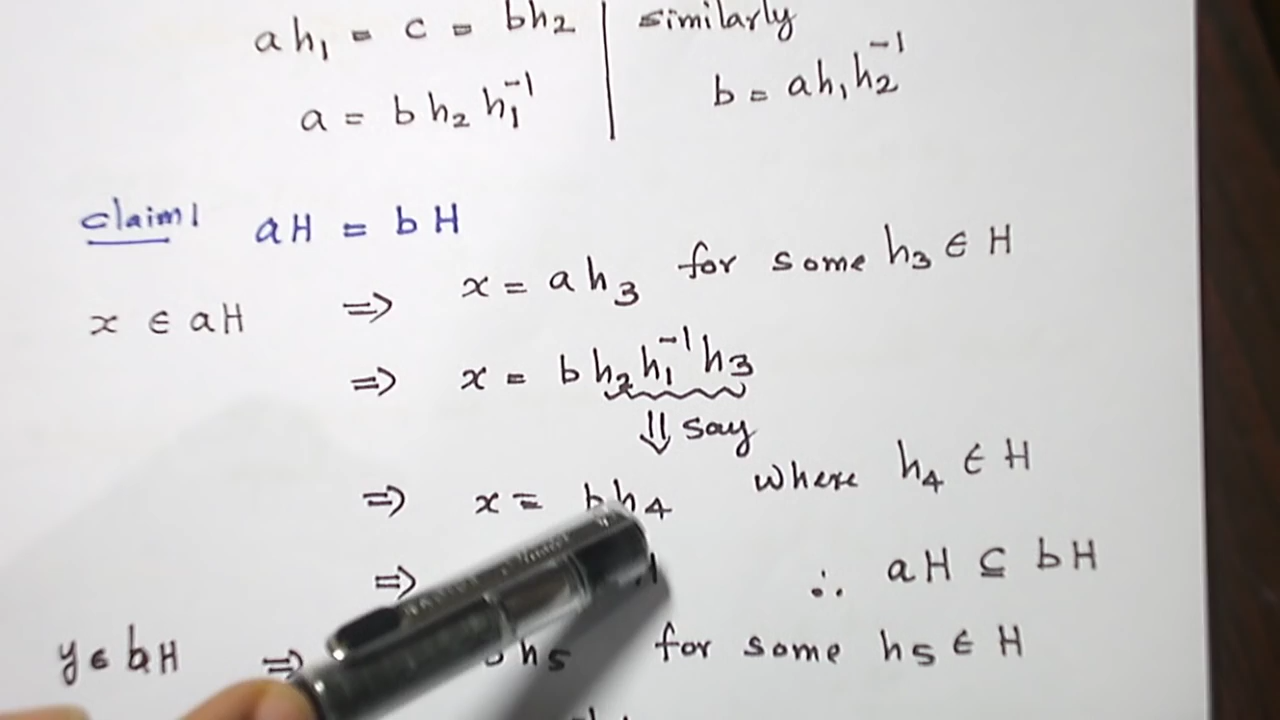 ah₁ = c = bh₂ | similarly
a = bh₂h₁⁻¹ | b = ah₁h₂⁻¹
claim1 aH = bH
x ∈ aH ⇒ x = ah₃ for some h₃ ∈ H
⇒ x = bh₂h₁⁻¹h₃
⇓ say
⇒ x = bh₄ where h₄ ∈ H
⇒ ∴ aH ⊆ bH
y ∈ bH ⇒ h₅ for some h₅ ∈ H